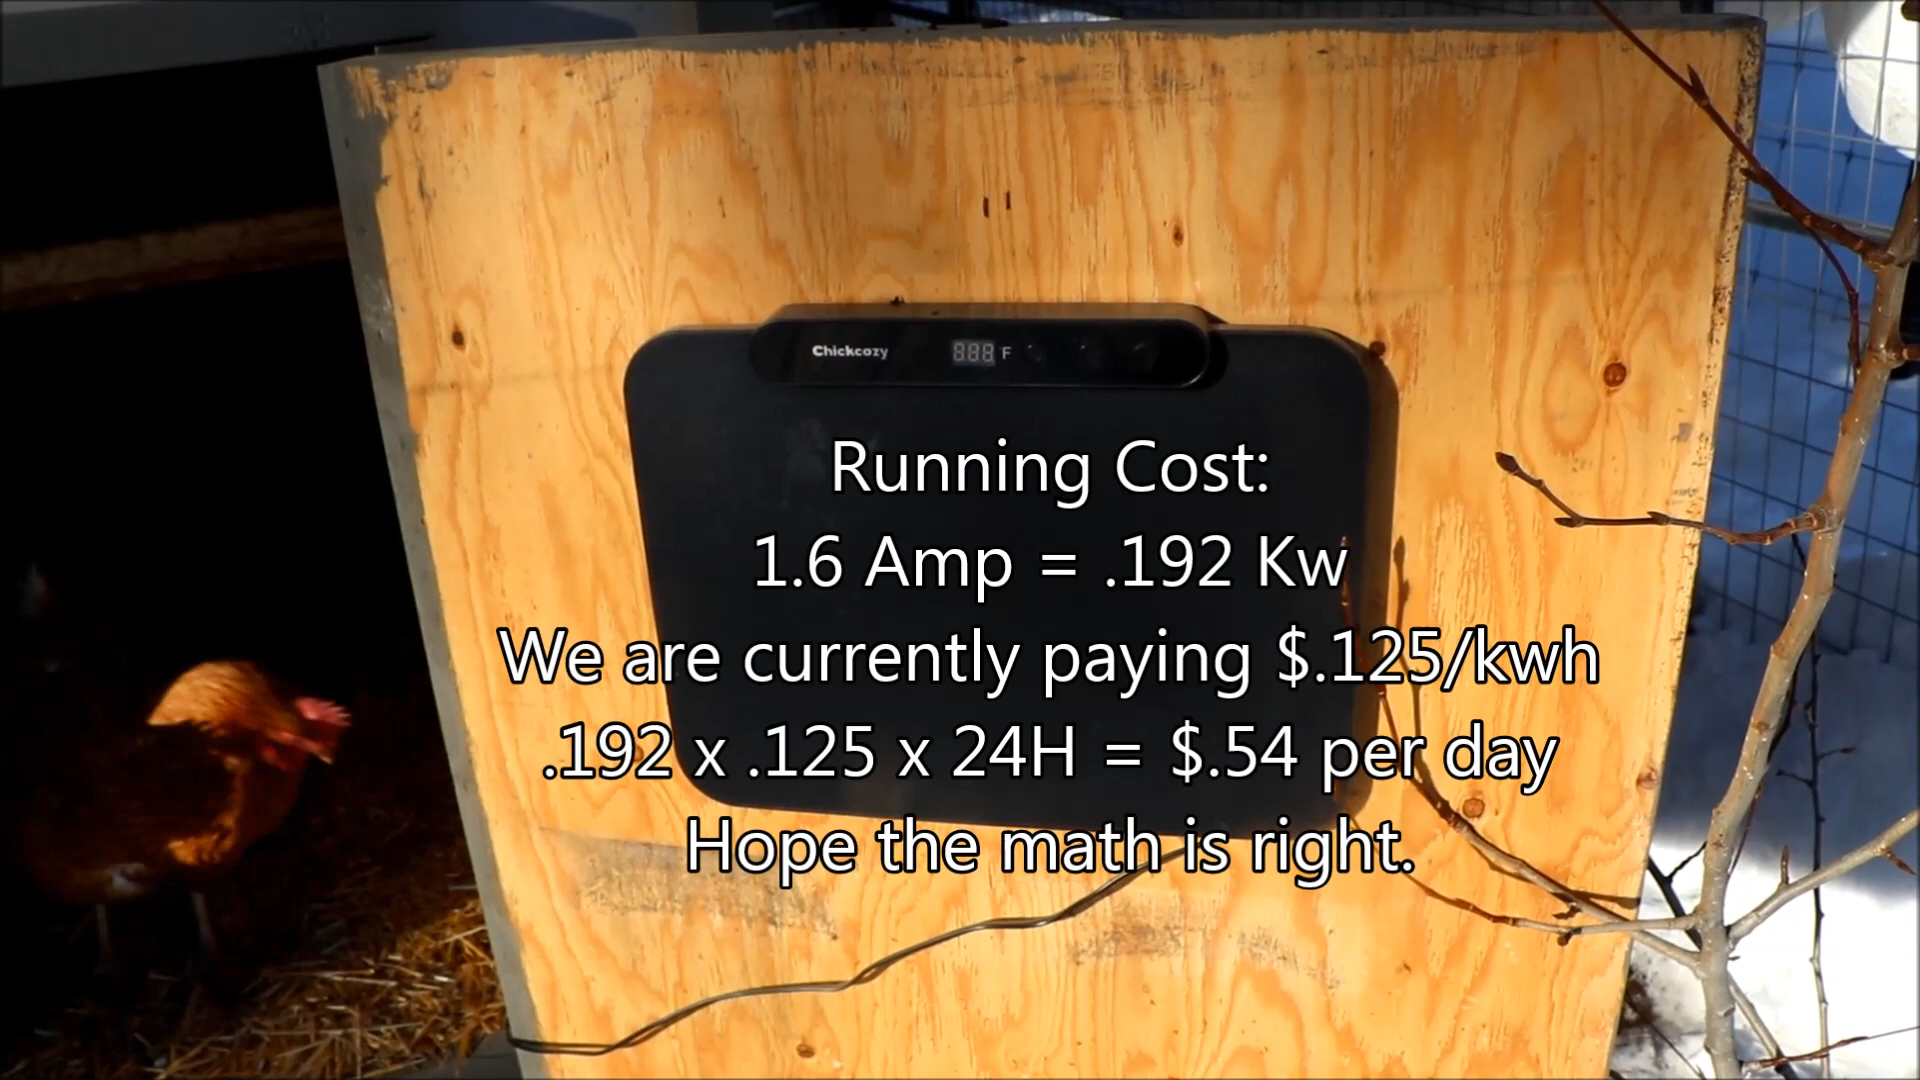 Chickcozy 888 F
Running Cost:
1.6 Amp = .192 Kw
We are currently paying $.125/kwh
.192 x .125 x 24H = $.54 per day
Hope the math is right.